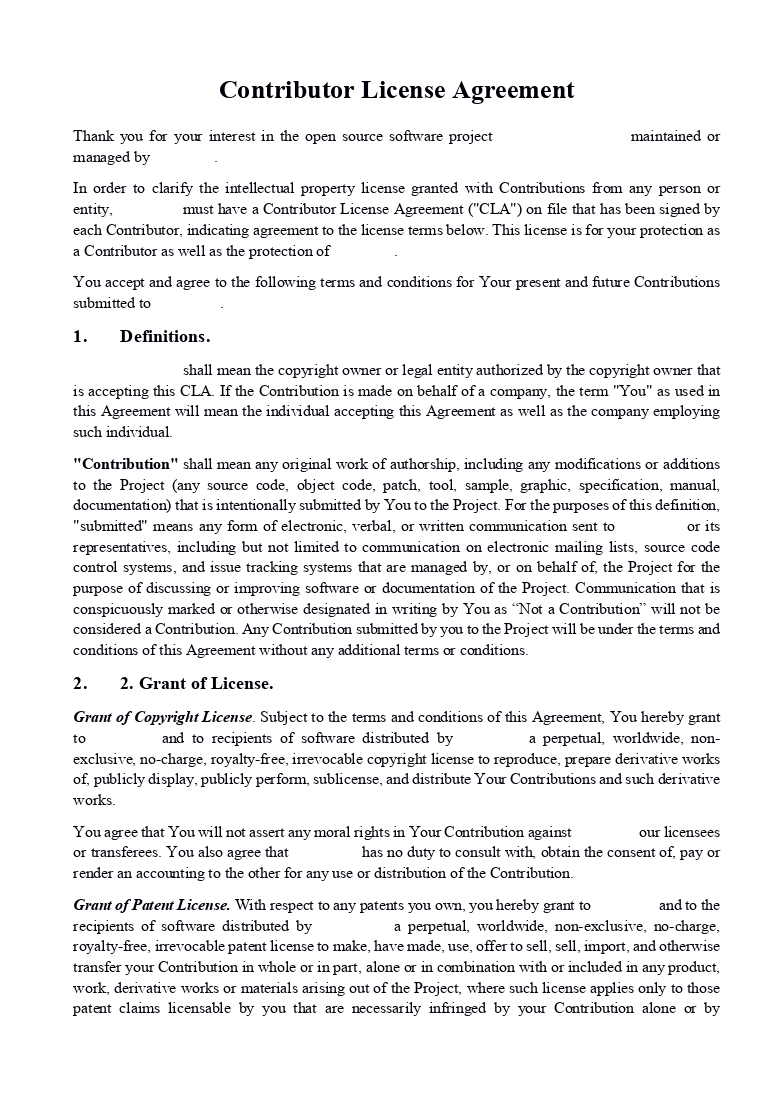 Contributor License Agreement
Thank you for your interest in the open source software project maintained or
managed by .
In order to clarify the intellectual property license granted with Contributions from any person or
entity, must have a Contributor License Agreement ("CLA") on file that has been signed by
each Contributor, indicating agreement to the license terms below. This license is for your protection as
a Contributor as well as the protection of .
You accept and agree to the following terms and conditions for Your present and future Contributions
submitted to .
1. Definitions.
shall mean the copyright owner or legal entity authorized by the copyright owner that
is accepting this CLA. If the Contribution is made on behalf of a company, the term "You" as used in
this Agreement will mean the individual accepting this Agreement as well as the company employing
such individual.
"Contribution" shall mean any original work of authorship, including any modifications or additions
to the Project (any source code, object code, patch, tool, sample, graphic, specification, manual,
documentation) that is intentionally submitted by You to the Project. For the purposes of this definition,
"submitted" means any form of electronic, verbal, or written communication sent to or its
representatives, including but not limited to communication on electronic mailing lists, source code
control systems, and issue tracking systems that are managed by, or on behalf of, the Project for the
purpose of discussing or improving software or documentation of the Project. Communication that is
conspicuously marked or otherwise designated in writing by You as “Not a Contribution” will not be
considered a Contribution. Any Contribution submitted by you to the Project will be under the terms and
conditions of this Agreement without any additional terms or conditions.
2. 2. Grant of License.
Grant of Copyright License. Subject to the terms and conditions of this Agreement, You hereby grant
to and to recipients of software distributed by a perpetual, worldwide, non-
exclusive, no-charge, royalty-free, irrevocable copyright license to reproduce, prepare derivative works
of, publicly display, publicly perform, sublicense, and distribute Your Contributions and such derivative
works.
You agree that You will not assert any moral rights in Your Contribution against our licensees
or transferees. You also agree that has no duty to consult with, obtain the consent of, pay or
render an accounting to the other for any use or distribution of the Contribution.
Grant of Patent License. With respect to any patents you own, you hereby grant to and to the
recipients of software distributed by a perpetual, worldwide, non-exclusive, no-charge,
royalty-free, irrevocable patent license to make, have made, use, offer to sell, sell, import, and otherwise
transfer your Contribution in whole or in part, alone or in combination with or included in any product,
work, derivative works or materials arising out of the Project, where such license applies only to those
patent claims licensable by you that are necessarily infringed by your Contribution alone or by